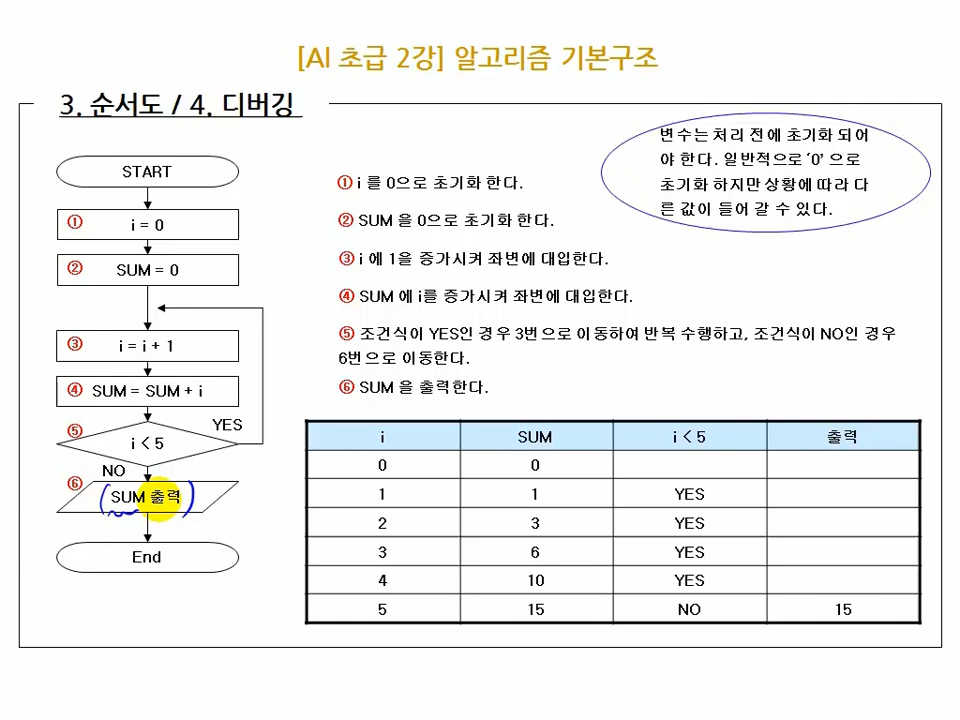 [AI 초급 2강] 알고리즘 기본구조
3. 순서도 / 4. 디버깅
변수는 처리 전에 초기화 되어
야 한다. 일반적으로 '0' 으로
초기화 하지만 상황에 따라 다
른 값이 들어 갈 수 있다.
START
① i = 0
② SUM = 0
③ i = i + 1
④ SUM = SUM + i
⑤ i < 5
YES
NO
⑥ SUM 출력
End
① i 를 0으로 초기화 한다.
② SUM 을 0으로 초기화 한다.
③ i 에 1을 증가시켜 좌변에 대입한다.
④ SUM 에 i를 증가시켜 좌변에 대입한다.
⑤ 조건식이 YES인 경우 3번으로 이동하여 반복 수행하고, 조건식이 NO인 경우
6번으로 이동한다.
⑥ SUM 을 출력한다.
i SUM i < 5 출력
0 0
1 1 YES
2 3 YES
3 6 YES
4 10 YES
5 15 NO 15